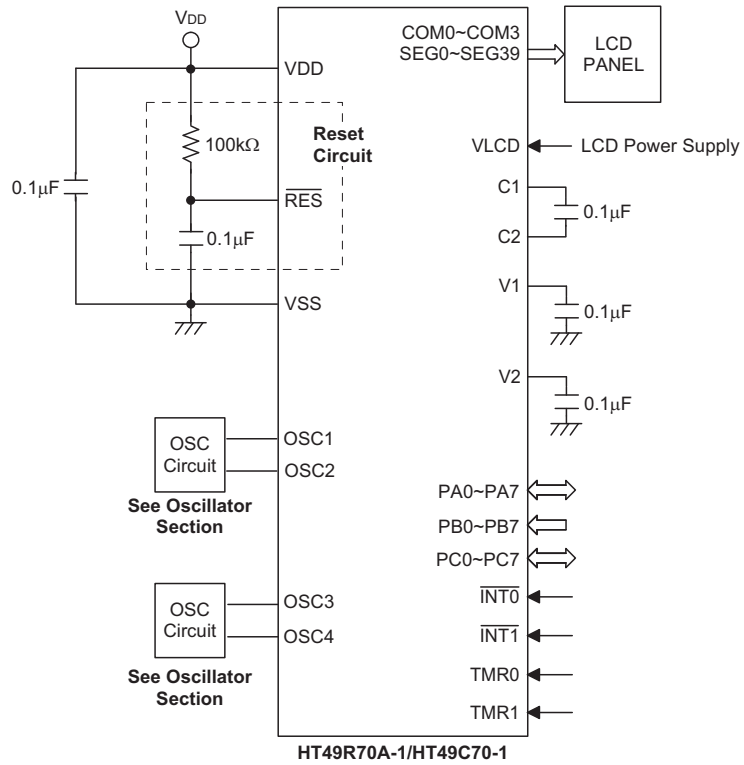 VDD
VDD
COM0~COM3
SEG0~SEG39
LCD
PANEL
Reset
Circuit
100kΩ
VLCD
LCD Power Supply
0.1μF
RES
C1
0.1μF
C2
0.1μF
VSS
V1
0.1μF
V2
0.1μF
OSC
Circuit
OSC1
OSC2
See Oscillator
Section
PA0~PA7
PB0~PB7
PC0~PC7
OSC
Circuit
OSC3
OSC4
See Oscillator
Section
INT0
INT1
TMR0
TMR1
HT49R70A-1/HT49C70-1